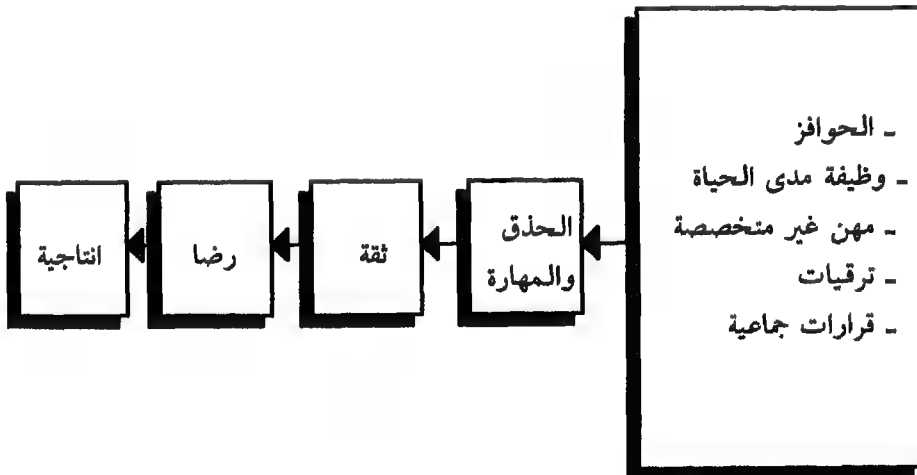 - الحوافز
- وظيفة مدى الحياة
- مهن غير متخصصة
- ترقيات
- قرارات جماعية
الحذق
والمهارة
ثقة
رضا
انتاجية